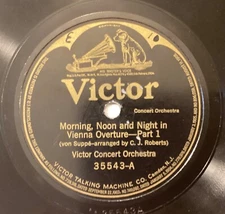 Victor
Concert Orchestra
Morning, Noon and Night in
Vienna Overture—Part 1
(von Suppé-arranged by C. J. Roberts)
Victor Concert Orchestra
35543-A
VICTOR TALKING MACHINE CO. Camden, N.J.